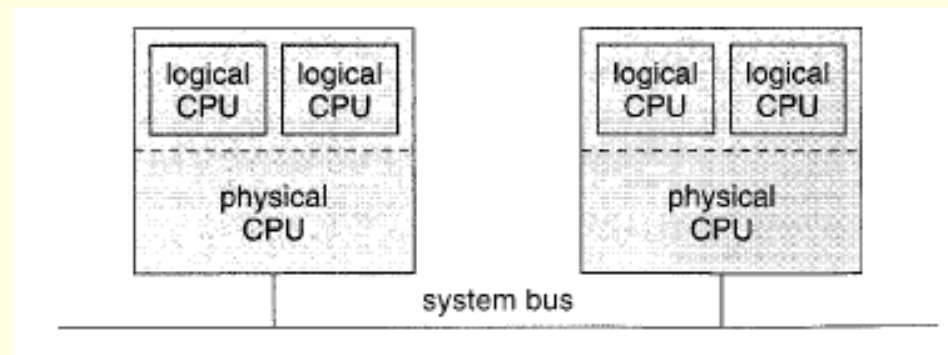 logical
CPU
logical
CPU
physical
CPU
logical
CPU
logical
CPU
physical
CPU
system bus